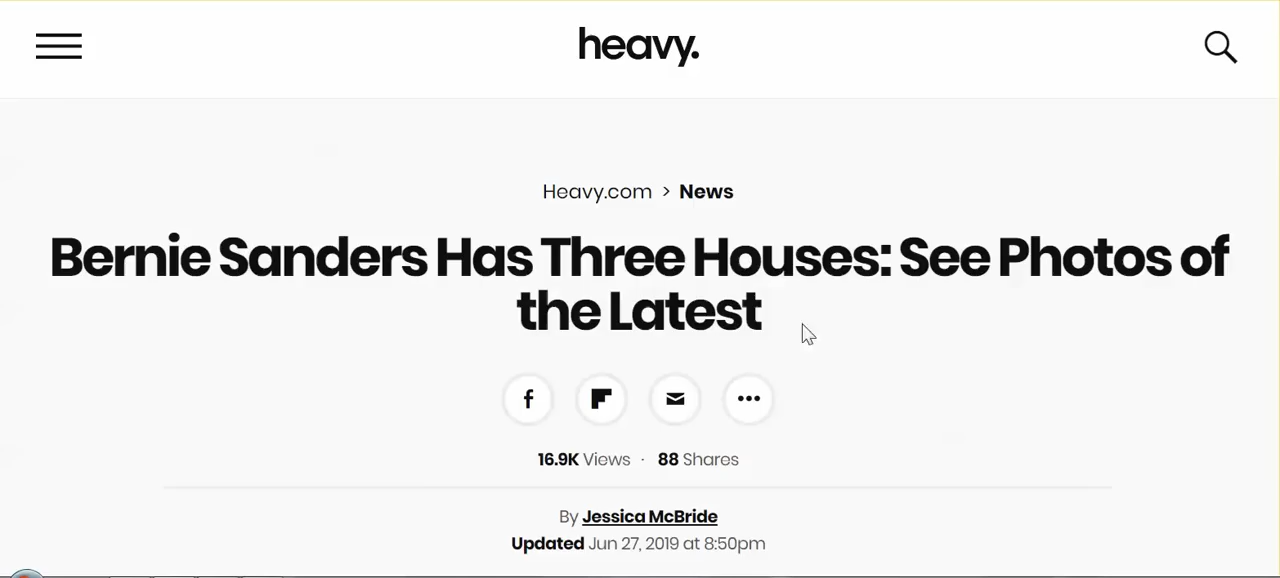 heavy.
Heavy.com > News
Bernie Sanders Has Three Houses: See Photos of
the Latest
16.9K Views · 88 Shares
By Jessica McBride
Updated Jun 27, 2019 at 8:50pm